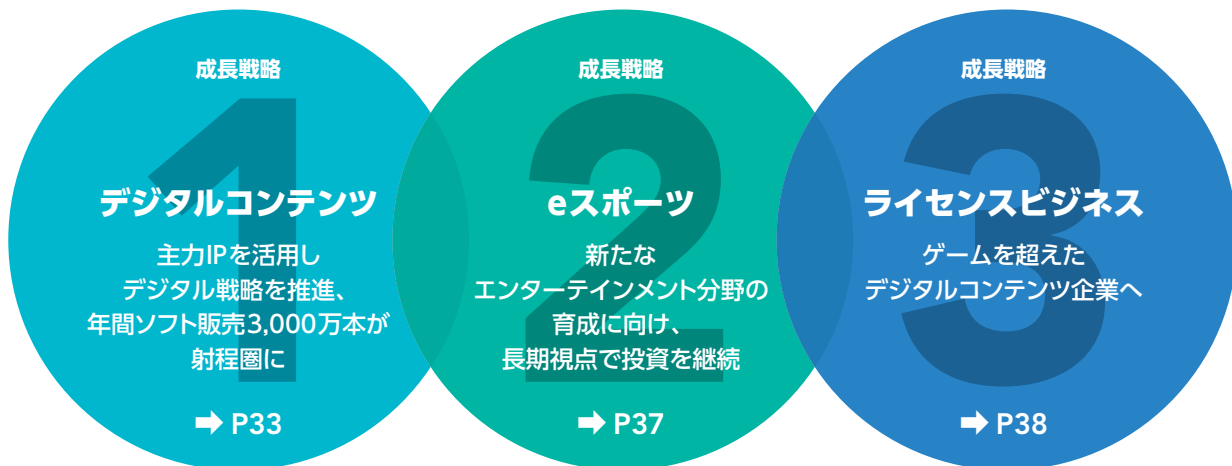 成長戦略
1
デジタルコンテンツ
主力IPを活用し
デジタル戦略を推進、
年間ソフト販売3,000万本が
射程圏に
➡ P33
成長戦略
2
eスポーツ
新たな
エンターテインメント分野の
育成に向け、
長期視点で投資を継続
➡ P37
成長戦略
3
ライセンスビジネス
ゲームを超えた
デジタルコンテンツ企業へ
➡ P38